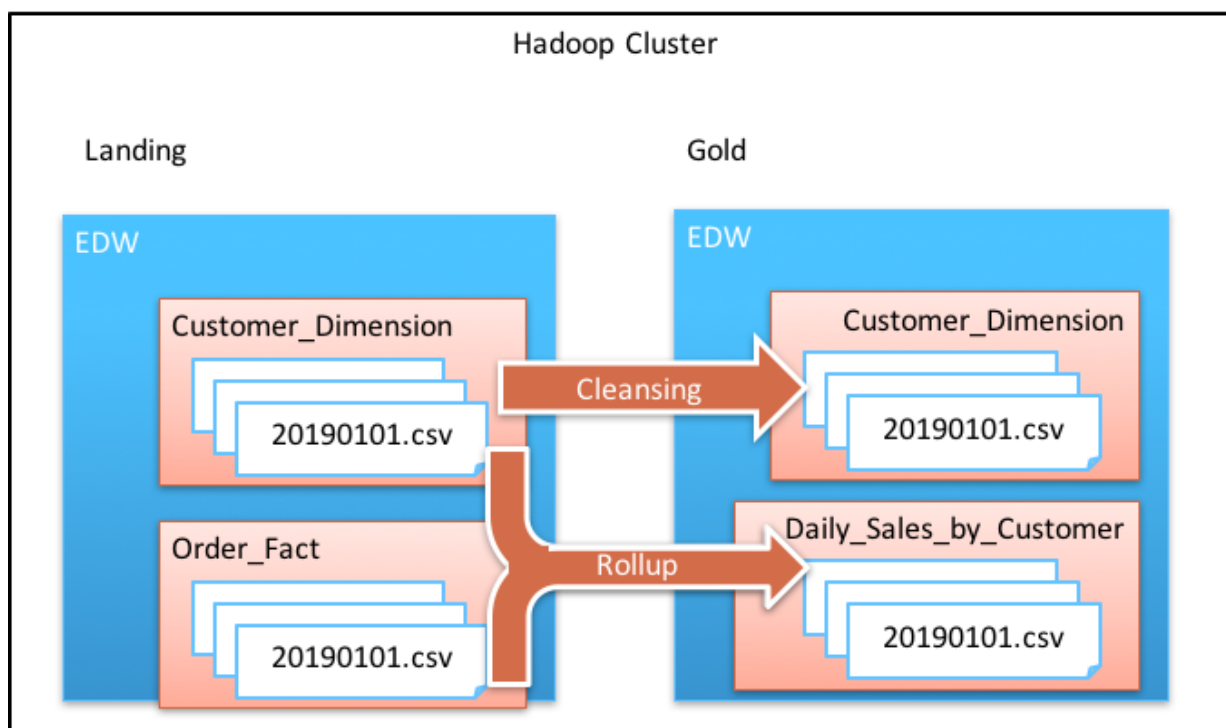 Hadoop Cluster
Landing
Gold
EDW
EDW
Customer_Dimension
20190101.csv
Cleansing
Customer_Dimension
20190101.csv
Order_Fact
20190101.csv
Rollup
Daily_Sales_by_Customer
20190101.csv